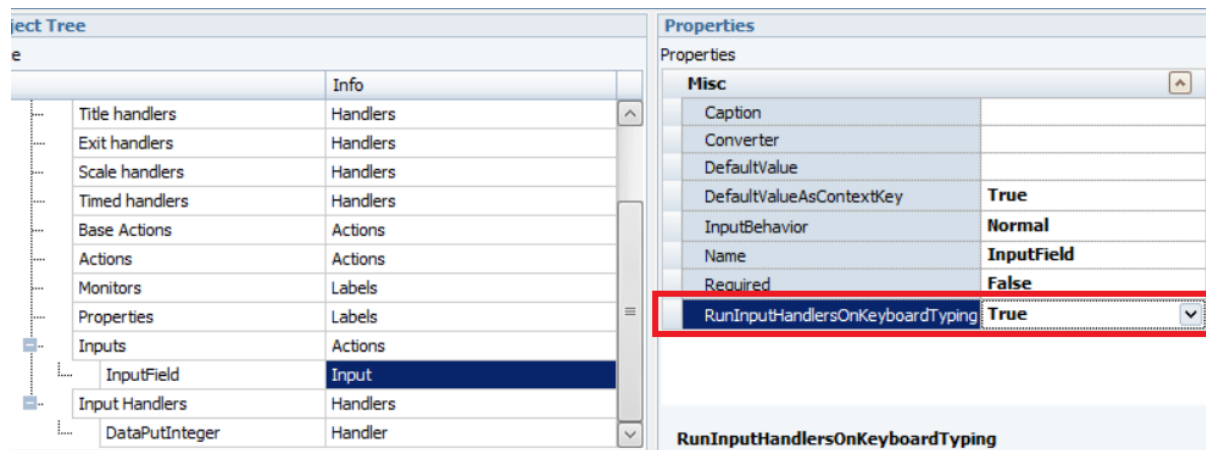 ject Tree
e
Info
Title handlers Handlers
Exit handlers Handlers
Scale handlers Handlers
Timed handlers Handlers
Base Actions Actions
Actions Actions
Monitors Labels
Properties Labels
Inputs Actions
InputField Input
Input Handlers Handlers
DataPutInteger Handler
Properties
Properties
Misc
Caption
Converter
DefaultValue
DefaultValueAsContextKey True
InputBehavior Normal
Name InputField
Required False
RunInputHandlersOnKeyboardTyping True
RunInputHandlersOnKeyboardTyping